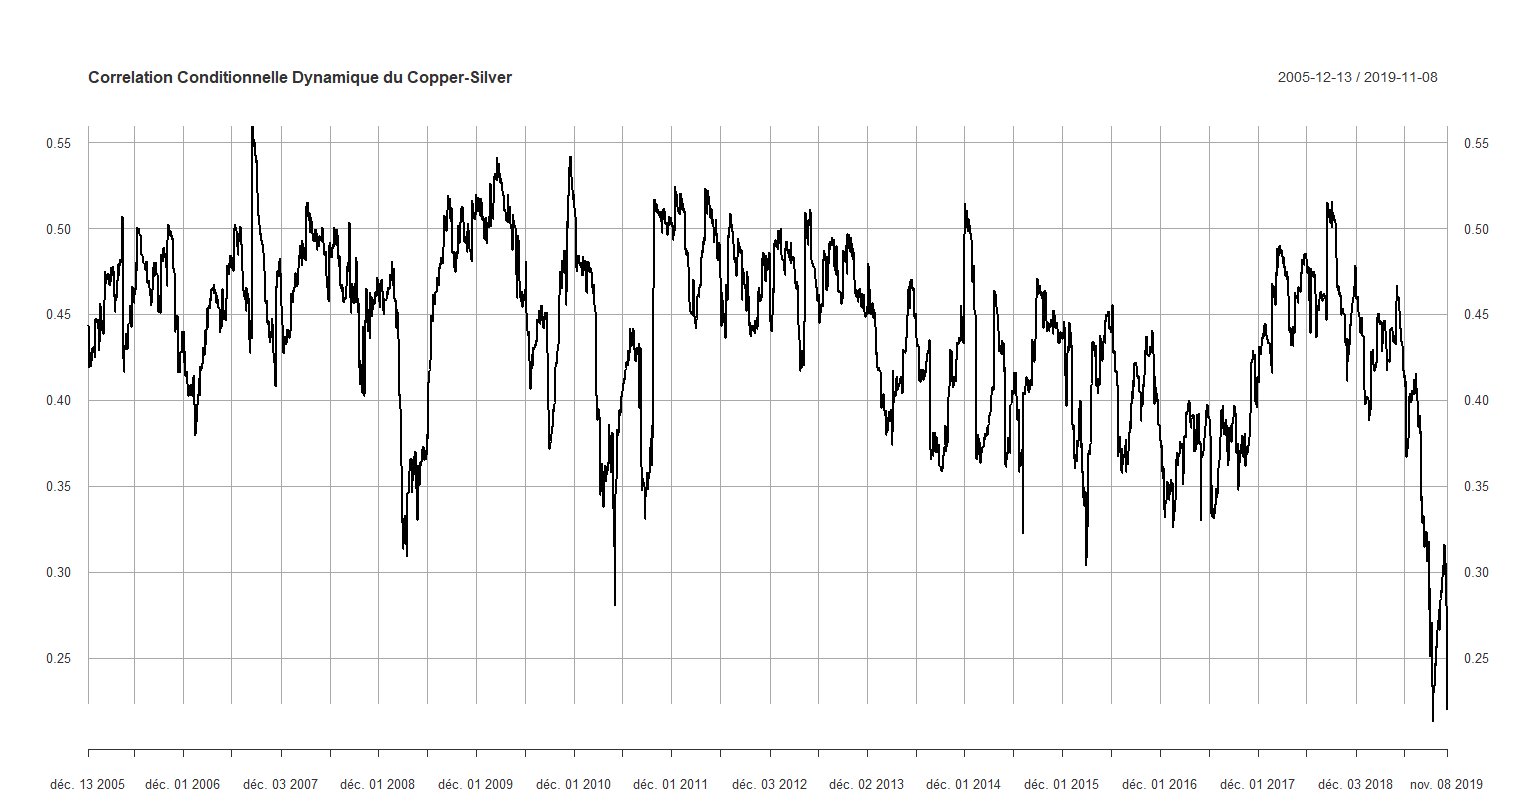 Correlation Conditionnelle Dynamique du Copper-Silver
2005-12-13 / 2019-11-08
0.55 0.55
0.50 0.50
0.45 0.45
0.40 0.40
0.35 0.35
0.30 0.30
0.25 0.25
déc. 13 2005 déc. 01 2006 déc. 03 2007 déc. 01 2008 déc. 01 2009 déc. 01 2010 déc. 01 2011 déc. 03 2012 déc. 02 2013 déc. 01 2014 déc. 01 2015 déc. 01 2016 déc. 01 2017 déc. 03 2018 nov. 08 2019